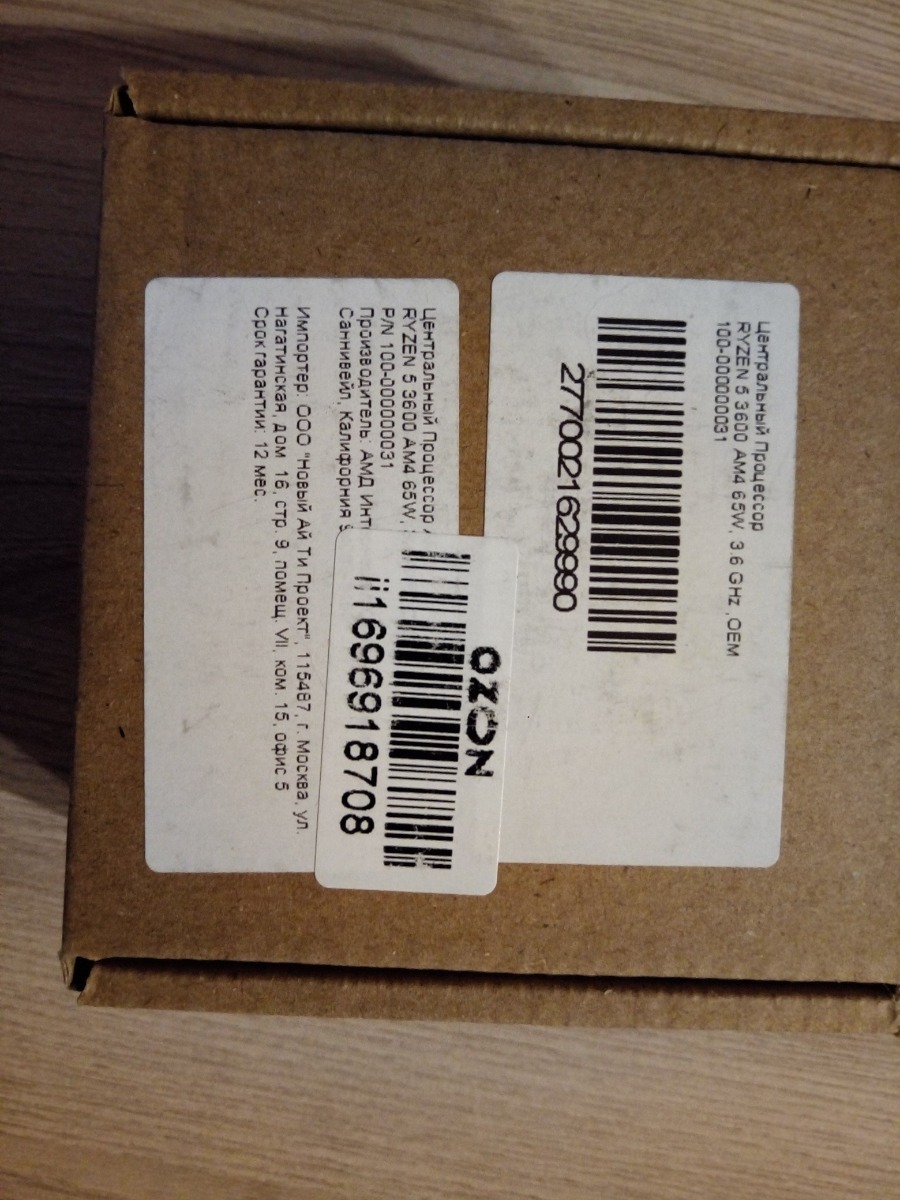 Центральный Процессор
RYZEN 5 3600 AM4 65W, 3.6 GHz ,OEM
100-000000031
2770021629990
OZON
ii1696918708
Центральный Процессор
RYZEN 5 3600 AM4 65W,
P/N 100-000000031
Производитель: АМД
Саннивейл, Калифорния
Импортер: ООО "Новый Ай Ти Проект", 115487, г. Москва, ул.
Нагатинская, дом 16, стр. 9, помещ. VII, ком. 15, офис 5
Срок гарантии: 12 мес.